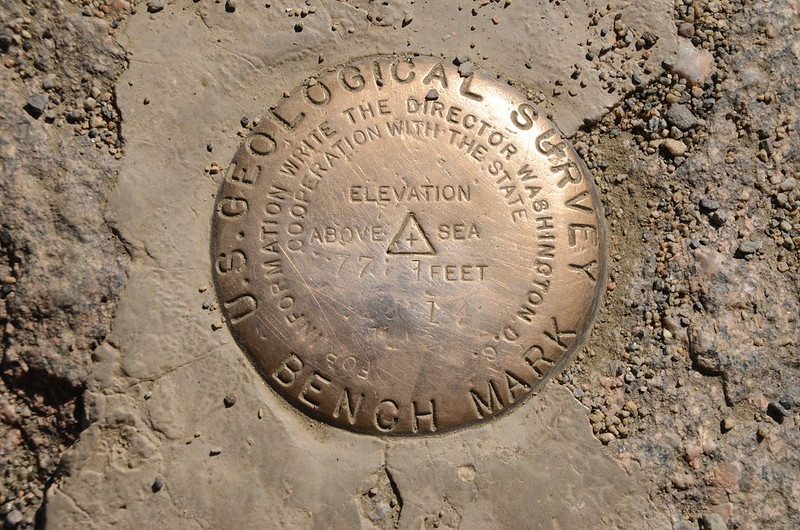 U.S. GEOLOGICAL SURVEY
FOR INFORMATION WRITE THE DIRECTOR WASHINGTON D. C.
COOPERATION WITH THE STATE
ELEVATION
ABOVE SEA
FEET
BENCH MARK